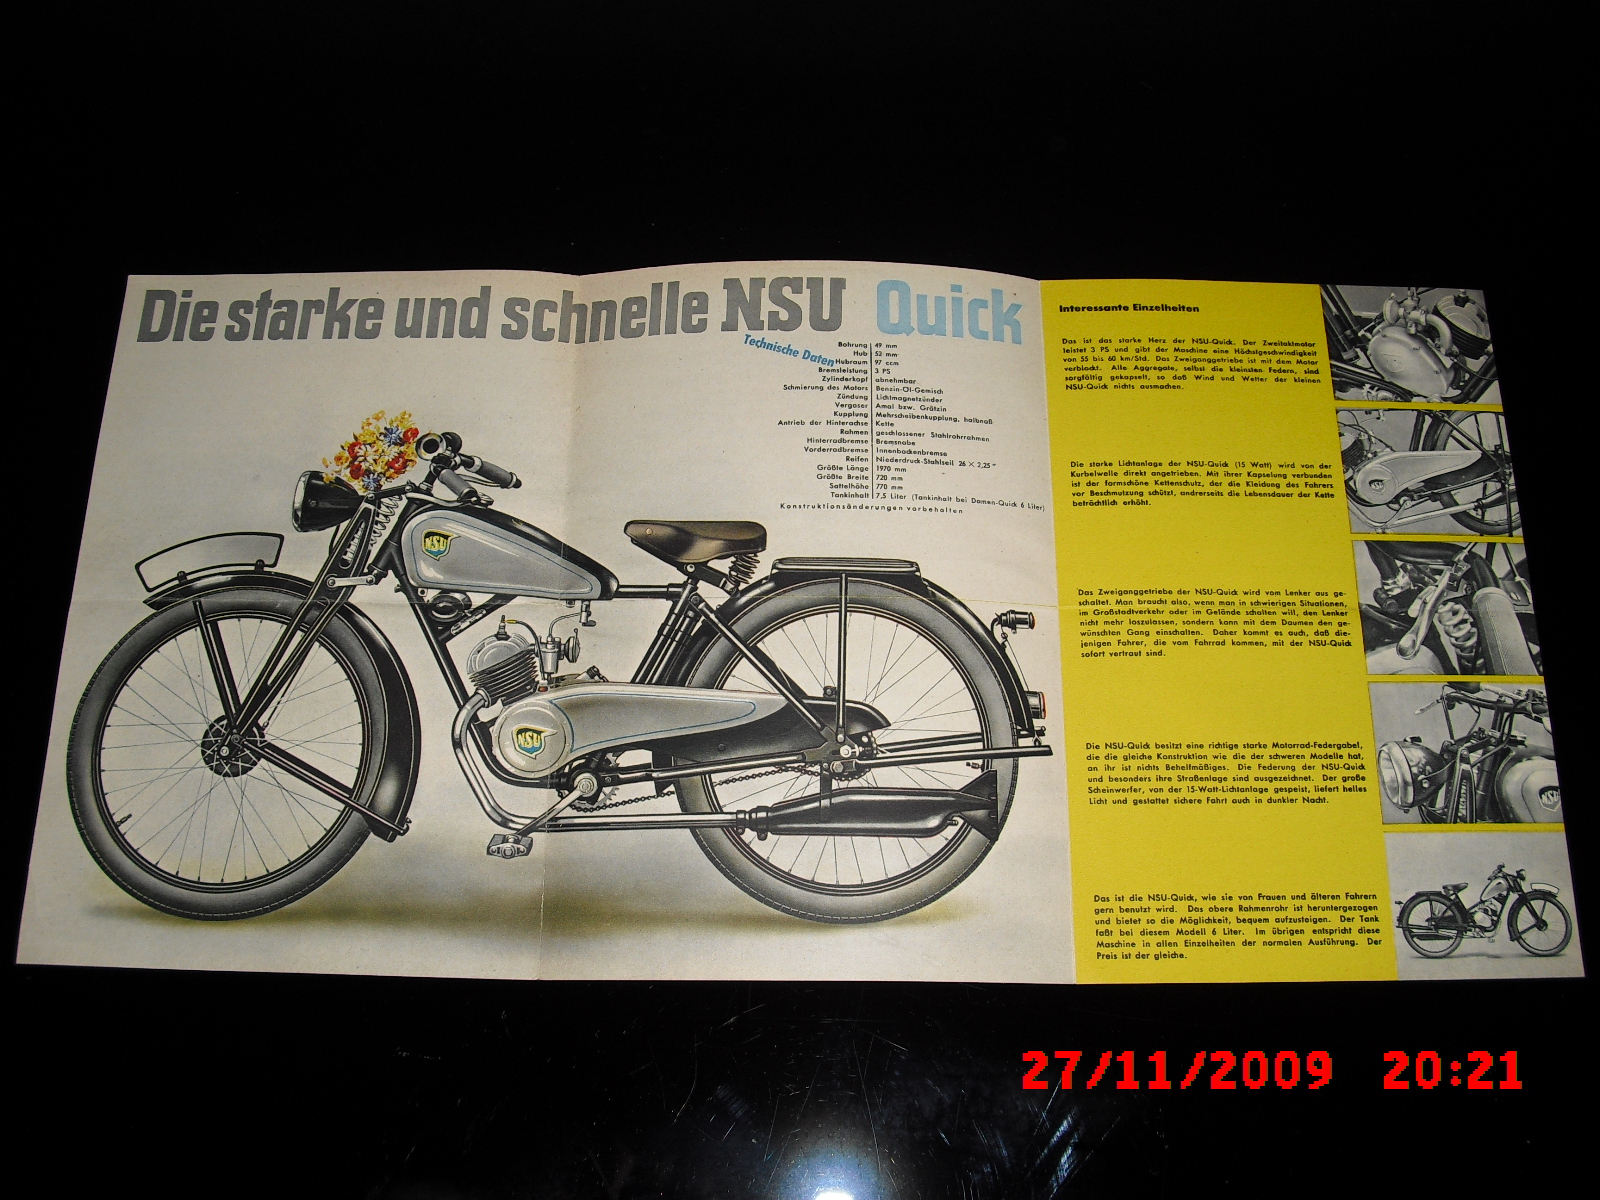 Die starke und schnelle NSU Quick
Technische Daten
Bohrung 49 mm
Hub 52 mm
Hubraum 97 ccm
Bremsleistung 3 PS
Zylinderkopf abnehmbar
Schmierung des Motors Benzin-Öl-Gemisch
Zündung Lichtmagnetzünder
Vergaser Amal bzw. Grätzin
Kupplung Mehrscheibenkupplung, halbnaß
Antrieb der Hinterachse Kette
Rahmen geschlossener Stahlrohrrahmen
Hinterradbremse Bremsnabe
Vorderradbremse Innenbackenbremse
Reifen Niederdruck-Stahlseil 26 × 2,25"
Größte Länge 1970 mm
Größte Breite 720 mm
Sattelhöhe 770 mm
Tankinhalt 7,5 Liter (Tankinhalt bei Damen-Quick 6 Liter)
Konstruktionsänderungen vorbehalten
NSU
NSU
Interessante Einzelheiten
Das ist das starke Herz der NSU-Quick. Der Zweitaktmotor
leistet 3 PS und gibt der Maschine eine Höchstgeschwindigkeit
von 55 bis 60 km/Std. Das Zweiganggetriebe ist mit dem Motor
verblockt. Alle Aggregate, selbst die kleinsten Federn, sind
sorgfältig gekapselt, so daß Wind und Wetter der kleinen
NSU-Quick nichts ausmachen.
Die starke Lichtanlage der NSU-Quick (15 Watt) wird von der
Kurbelwelle direkt angetrieben. Mit ihrer Kapselung verbunden
ist der formschöne Kettenschutz, der die Kleidung des Fahrers
vor Beschmutzung schützt, andrerseits die Lebensdauer der Kette
beträchtlich erhöht.
Das Zweiganggetriebe der NSU-Quick wird vom Lenker aus ge-
schaltet. Man braucht also, wenn man in schwierigen Situationen,
im Großstadtverkehr oder im Gelände schalten will, den Lenker
nicht mehr loszulassen, sondern kann mit dem Daumen den ge-
wünschten Gang einschalten. Daher kommt es auch, daß die-
jenigen Fahrer, die vom Fahrrad kommen, mit der NSU-Quick
sofort vertraut sind.
Die NSU-Quick besitzt eine richtige starke Motorrad-Federgabel,
die die gleiche Konstruktion wie die der schweren Modelle hat,
an ihr ist nichts Behelfmäßiges. Die Federung der NSU-Quick
und besonders ihre Straßenlage sind ausgezeichnet. Der große
Scheinwerfer, von der 15-Watt-Lichtanlage gespeist, liefert helles
Licht und gestattet sichere Fahrt auch in dunkler Nacht.
NSU
Das ist die NSU-Quick, wie sie von Frauen und älteren Fahrern
gern benutzt wird. Das obere Rahmenrohr ist heruntergezogen
und bietet so die Möglichkeit, bequem aufzusteigen. Der Tank
faßt bei diesem Modell 6 Liter. Im übrigen entspricht diese
Maschine in allen Einzelheiten der normalen Ausführung. Der
Preis ist der gleiche.
27/11/2009 20:21